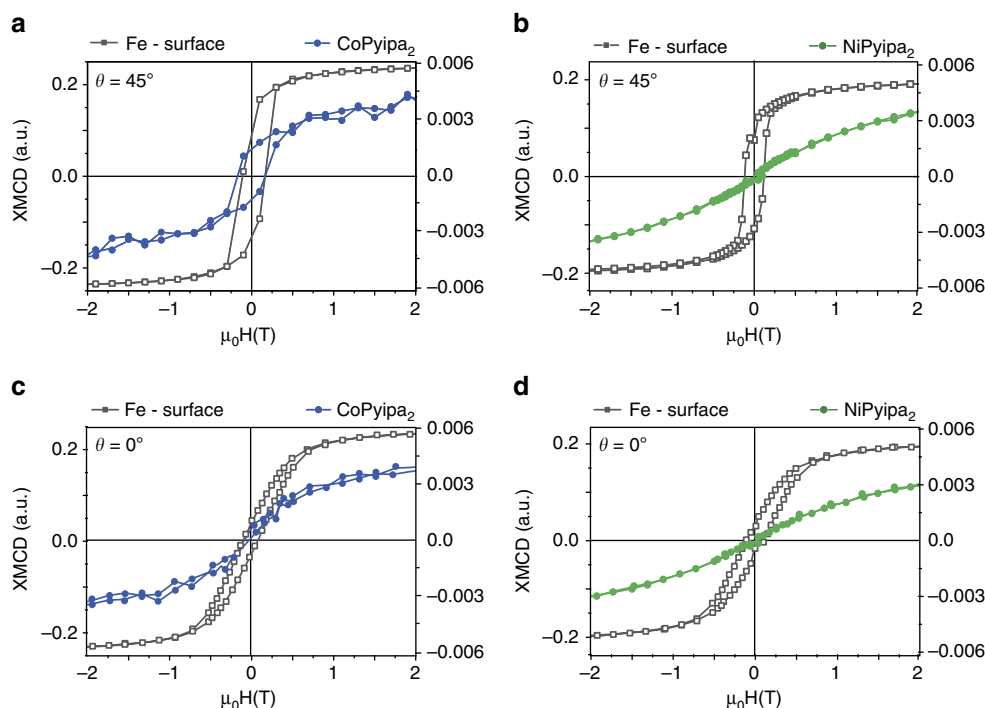 a
Fe - surface CoPyipa2
θ = 45°
XMCD (a.u.)
0.2
0.0
−0.2
0.006
0.003
0.0
−0.003
−0.006
−2 −1 0 1 2
μ0H(T)
b
Fe - surface NiPyipa2
θ = 45°
XMCD (a.u.)
0.2
0.0
−0.2
0.006
0.003
0.0
−0.003
−0.006
−2 −1 0 1 2
μ0H(T)
c
Fe - surface CoPyipa2
θ = 0°
XMCD (a.u.)
0.2
0.0
−0.2
0.006
0.003
0.0
−0.003
−0.006
−2 −1 0 1 2
μ0H(T)
d
Fe - surface NiPyipa2
θ = 0°
XMCD (a.u.)
0.2
0.0
−0.2
0.006
0.003
0.0
−0.003
−0.006
−2 −1 0 1 2
μ0H(T)